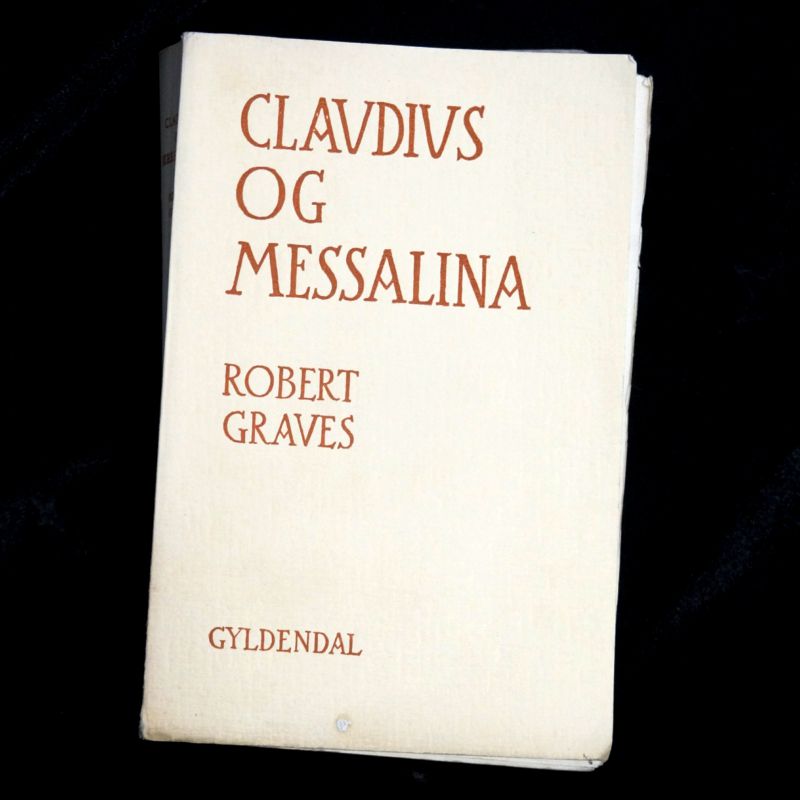 CLAVDIVS
OG
MESSALINA
ROBERT
GRAVES
GYLDENDAL